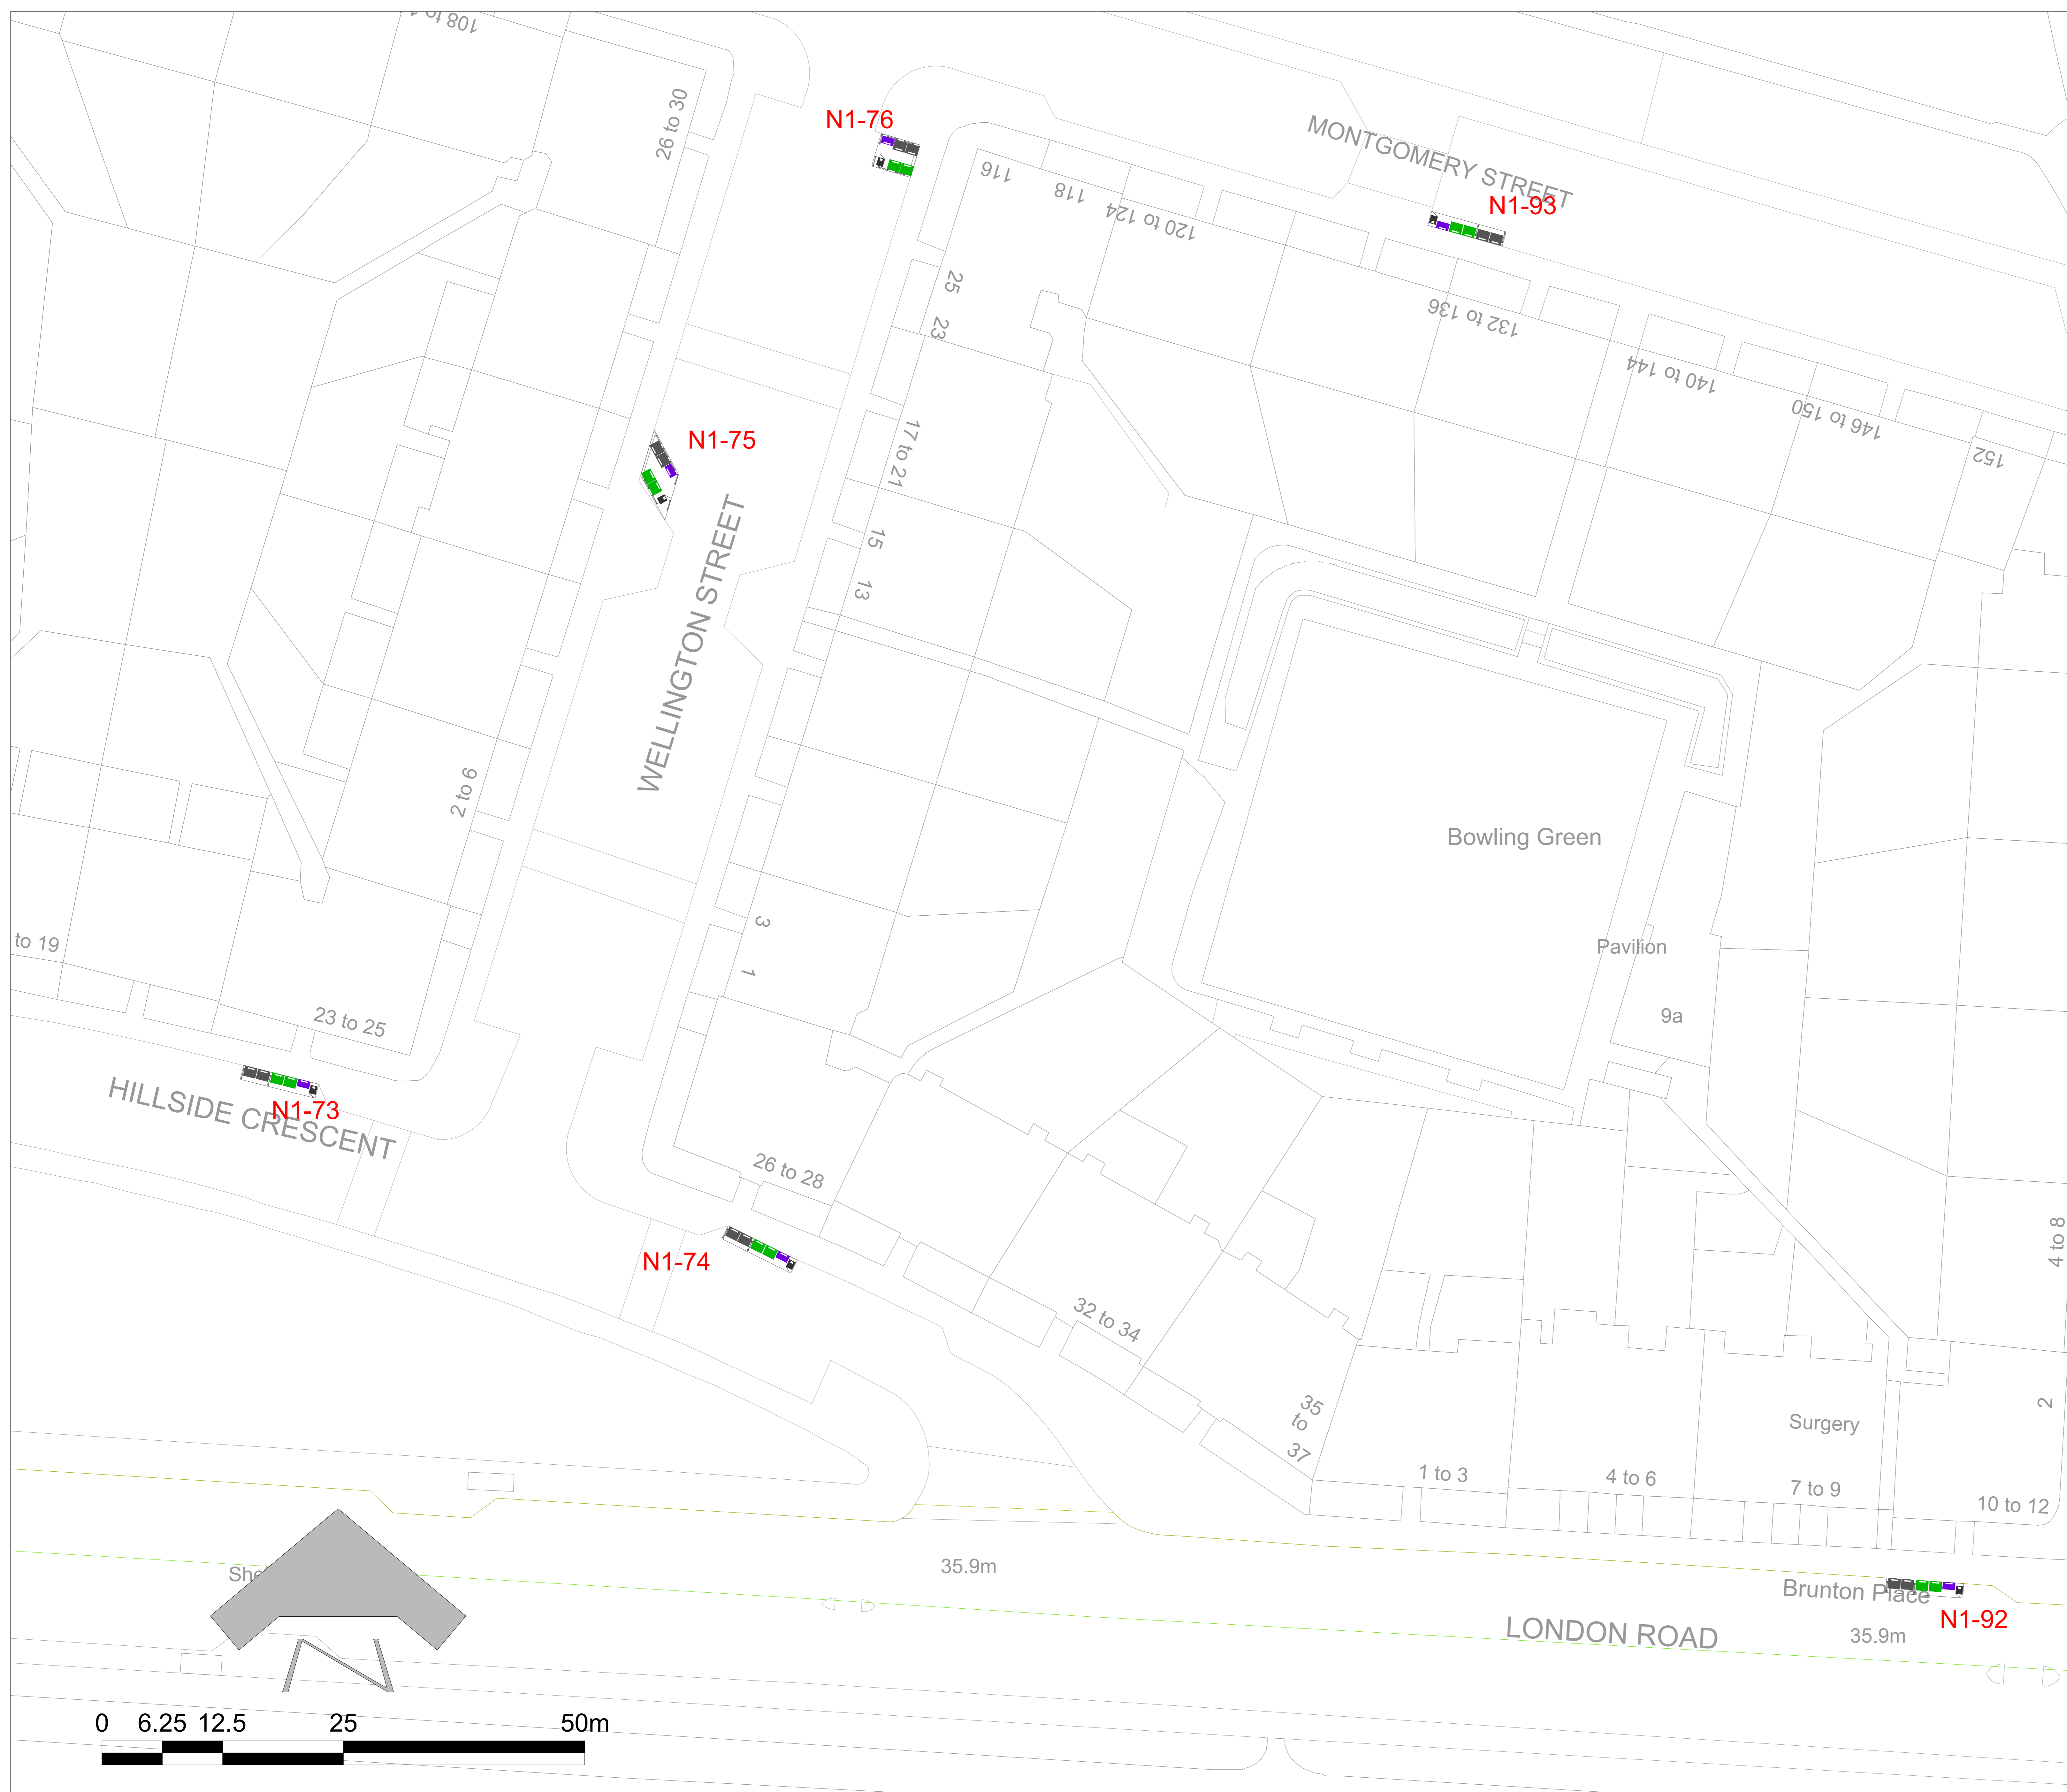 26 to 30
N1-76
MONTGOMERY STREET
116
118
120 to 124
N1-93
25
23
132 to 136
140 to 144
146 to 150
152
N1-75
17 to 21
WELLINGTON STREET
15
13
2 to 6
Bowling Green
3
Pavilion
to 19
1
9a
23 to 25
HILLSIDE CRESCENT
N1-73
26 to 28
N1-74
4 to 8
32 to 34
35
to
37
2
Surgery
1 to 3
4 to 6
7 to 9
10 to 12
35.9m
Brunton Place
N1-92
LONDON ROAD
35.9m
N
0 6.25 12.5 25 50m